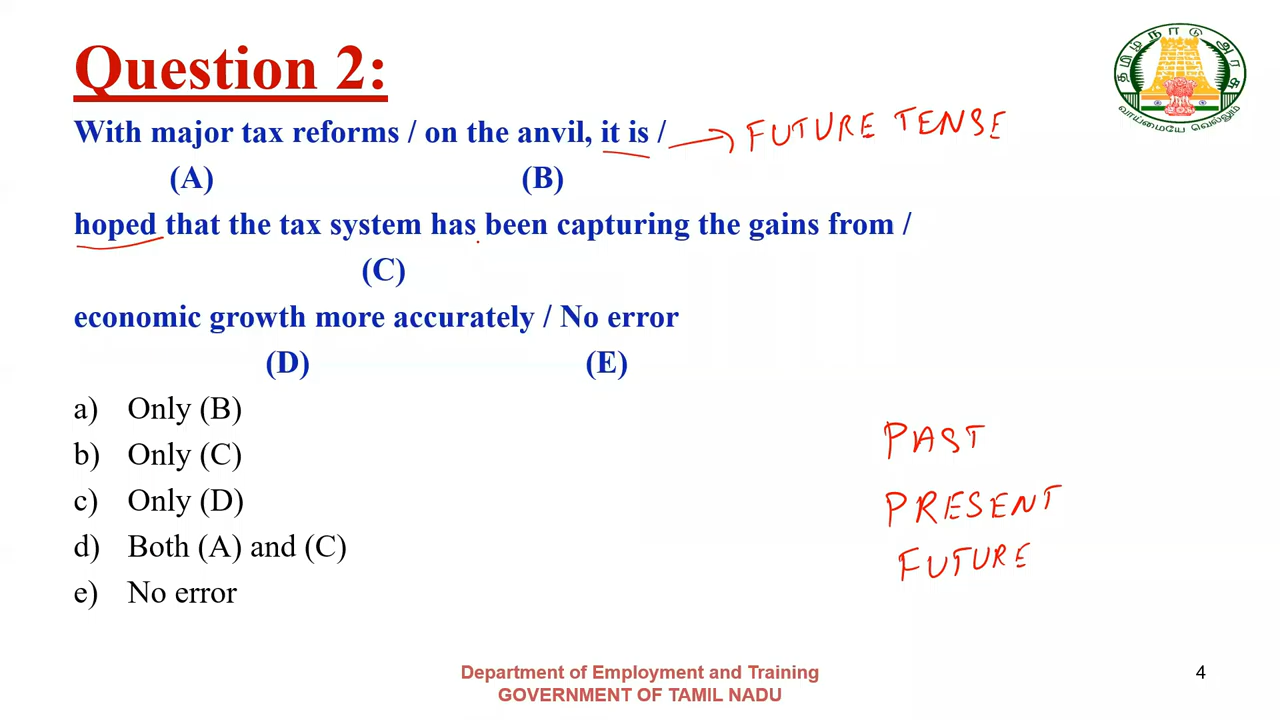 Question 2:
தமிழ்நாடு அரசு
வாய்மையே வெல்லும்
With major tax reforms / on the anvil, it is / → FUTURE TENSE
(A) (B)
hoped that the tax system has been capturing the gains from /
(C)
economic growth more accurately / No error
(D) (E)
a) Only (B)
b) Only (C)
c) Only (D)
d) Both (A) and (C)
e) No error
PAST
PRESENT
FUTURE
Department of Employment and Training
GOVERNMENT OF TAMIL NADU
4